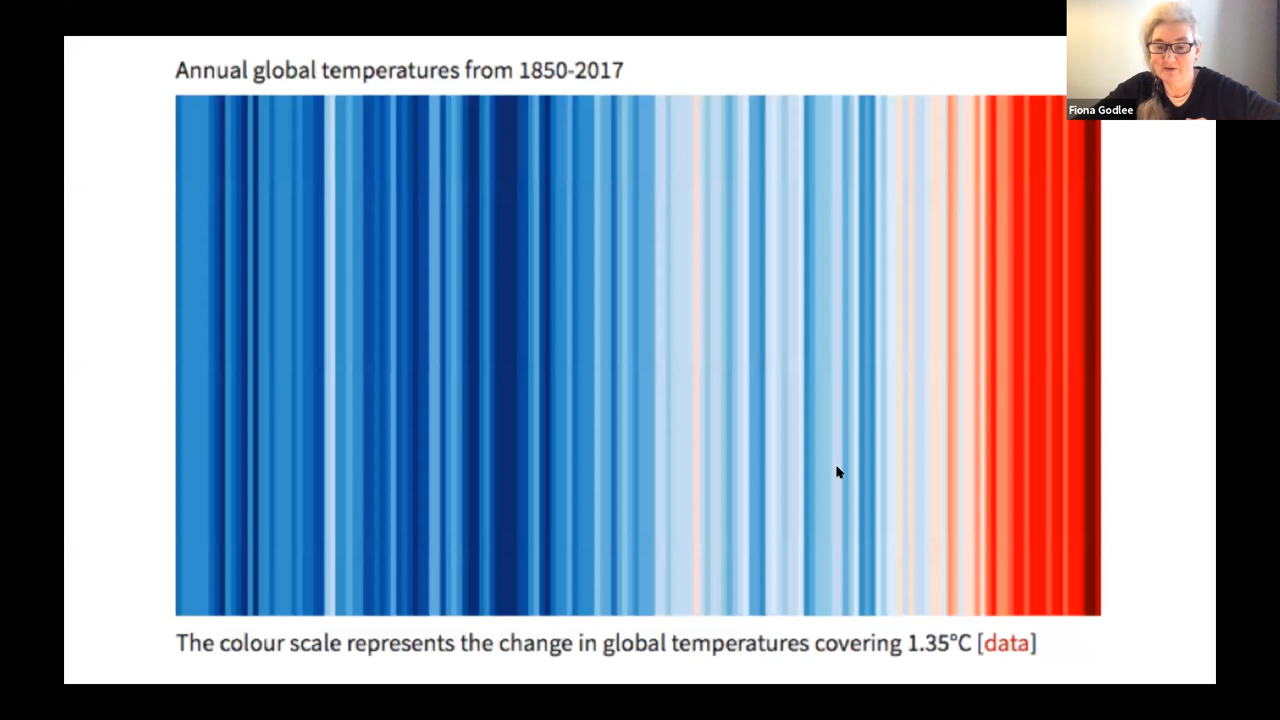 Annual global temperatures from 1850-2017
Fiona Godlee
The colour scale represents the change in global temperatures covering 1.35°C [data]